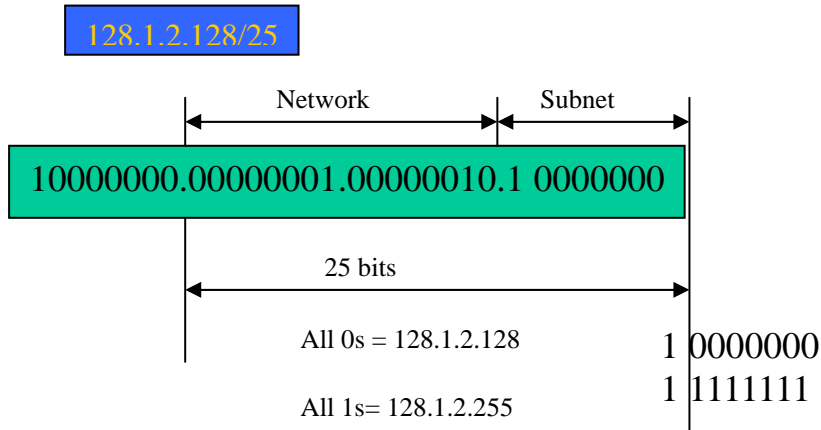 128.1.2.128/25
Network Subnet
10000000.00000001.00000010.1 0000000
25 bits
All 0s = 128.1.2.128
1 0000000
1 1111111
All 1s= 128.1.2.255